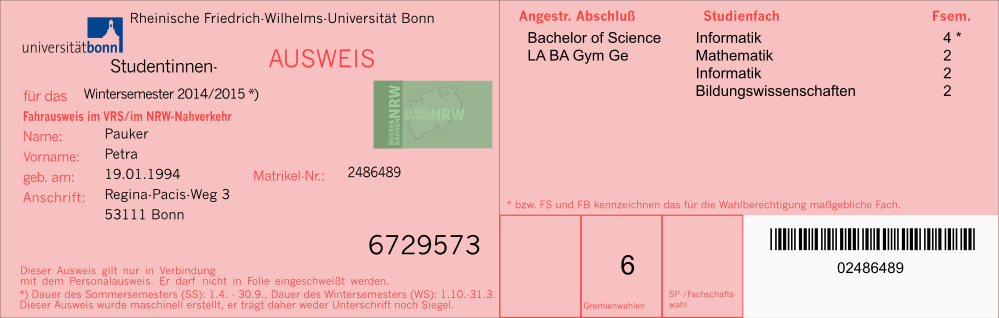 Rheinische Friedrich-Wilhelms-Universität Bonn
universitätbonn
Studentinnen-
AUSWEIS
für das Wintersemester 2014/2015 *)
Fahrausweis im VRS/im NRW-Nahverkehr
BUSSE& BAHNEN NRW
BUSSE& BAHNEN NRW
Name: Pauker
Vorname: Petra
geb. am: 19.01.1994
Matrikel-Nr.: 2486489
Anschrift: Regina-Pacis-Weg 3
53111 Bonn
6729573
Dieser Ausweis gilt nur in Verbindung
mit dem Personalausweis. Er darf nicht in Folie eingeschweißt werden.
*) Dauer des Sommersemesters (SS): 1.4. - 30.9., Dauer des Wintersemesters (WS): 1.10.-31.3.
Dieser Ausweis wurde maschinell erstellt, er trägt daher weder Unterschrift noch Siegel.
Angestr. Abschluß Studienfach Fsem.
Bachelor of Science Informatik 4 *
LA BA Gym Ge Mathematik 2
Informatik 2
Bildungswissenschaften 2
* bzw. FS und FB kennzeichnen das für die Wahlberechtigung maßgebliche Fach.
6
Gremienwahlen
SP-/Fachschafts-
wahl
02486489